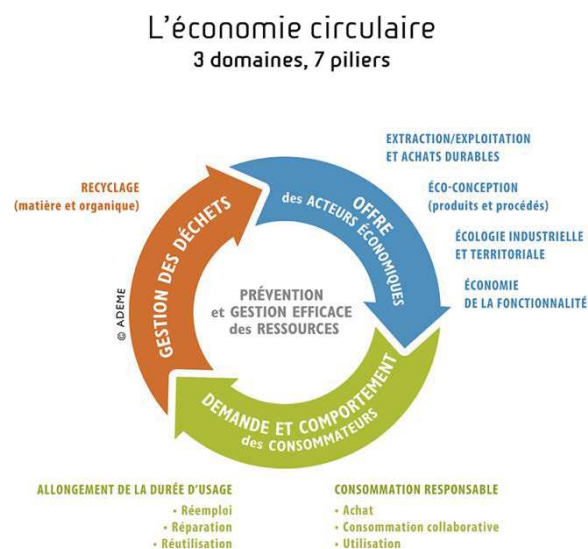 L'économie circulaire
3 domaines, 7 piliers
EXTRACTION/EXPLOITATION
ET ACHATS DURABLES
RECYCLAGE
(matière et organique)
ÉCO-CONCEPTION
(produits et procédés)
ÉCOLOGIE INDUSTRIELLE
ET TERRITORIALE
ÉCONOMIE
DE LA FONCTIONNALITÉ
OFFRE
des ACTEURS ÉCONOMIQUES
GESTION DES DÉCHETS
PRÉVENTION
et GESTION EFFICACE
des RESSOURCES
© ADEME
DEMANDE ET COMPORTEMENT
des CONSOMMATEURS
ALLONGEMENT DE LA DURÉE D'USAGE
• Réemploi
• Réparation
• Réutilisation
CONSOMMATION RESPONSABLE
• Achat
• Consommation collaborative
• Utilisation